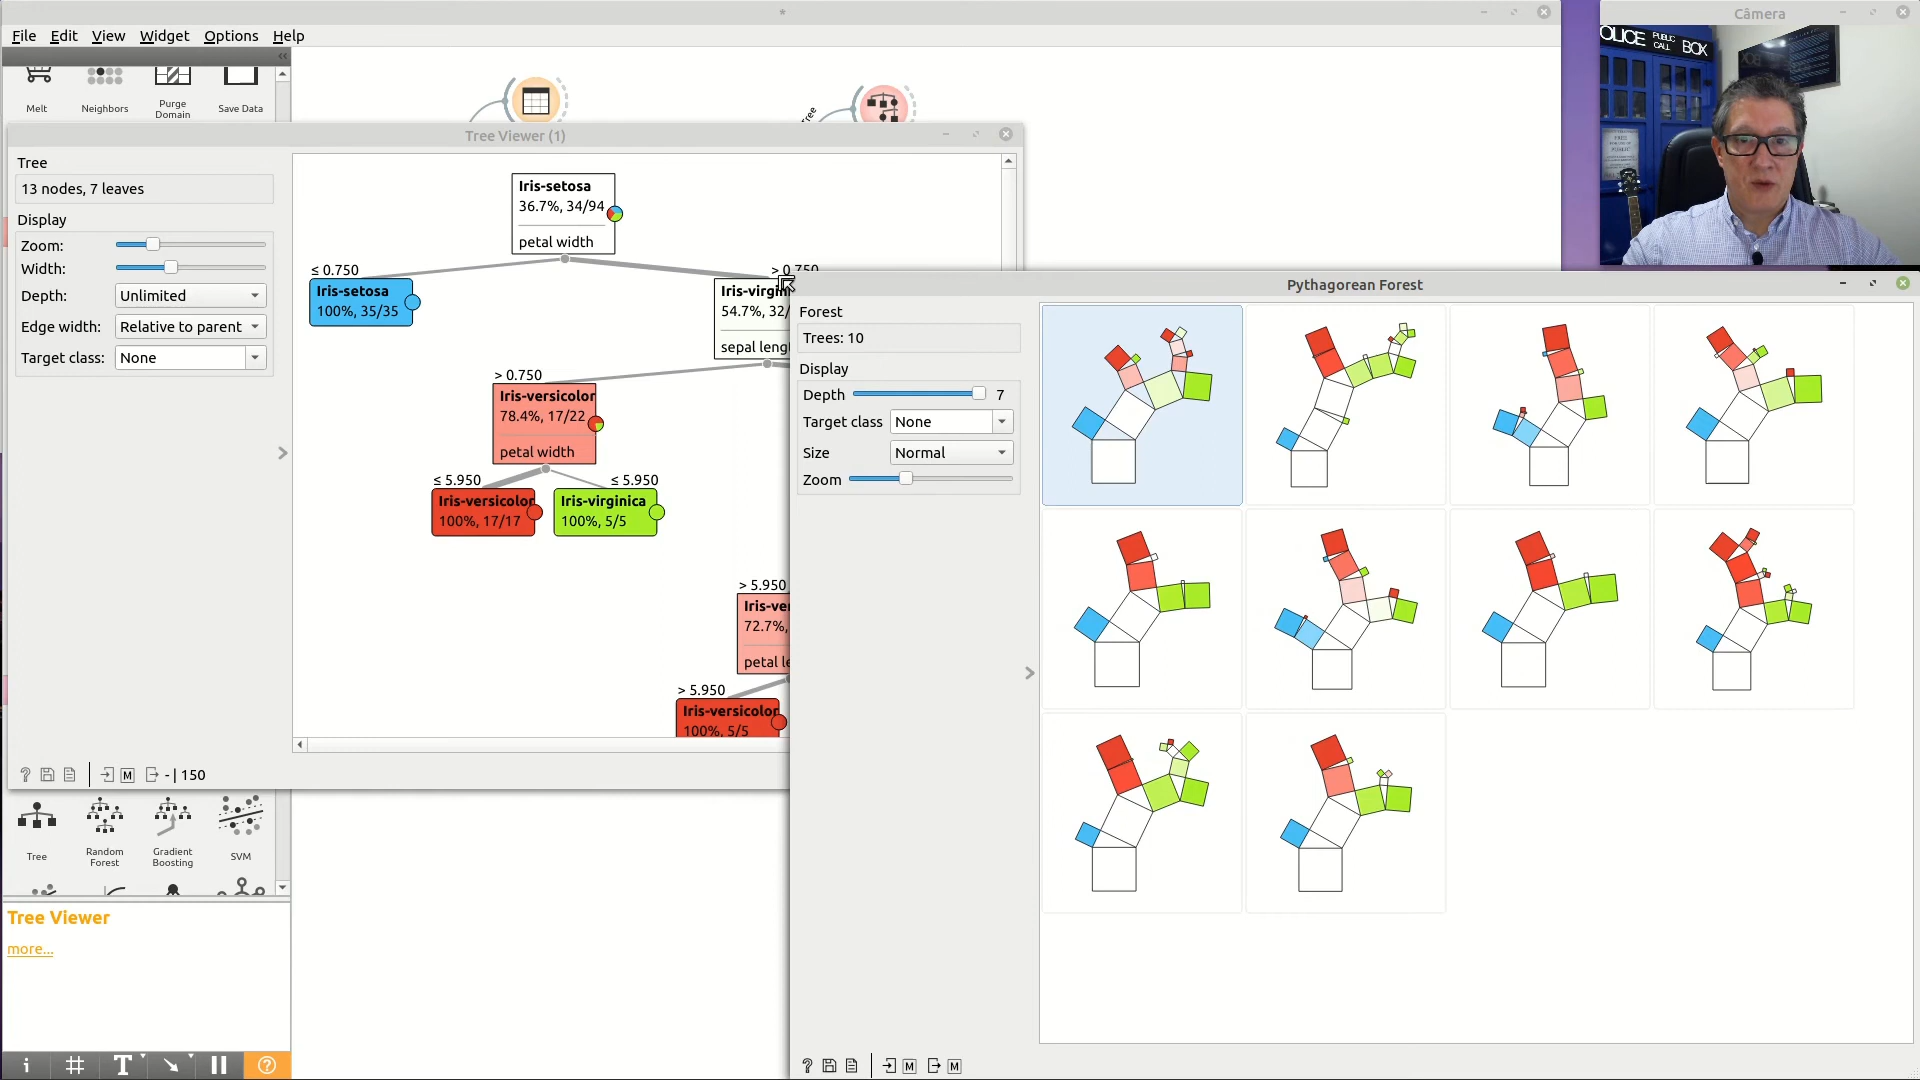 *
File Edit View Widget Options Help
Melt
Neighbors
Purge
Domain
Save Data
Tree
Tree Viewer (1)
Tree
13 nodes, 7 leaves
Display
Zoom:
Width:
Depth: Unlimited
Edge width: Relative to parent
Target class: None
Iris-setosa
36.7%, 34/94
petal width
≤ 0.750
> 0.750
Iris-setosa
100%, 35/35
Iris-virgini
54.7%, 32/
sepal leng
> 0.750
Iris-versicolor
78.4%, 17/22
petal width
≤ 5.950
≤ 5.950
Iris-versicolor
100%, 17/17
Iris-virginica
100%, 5/5
> 5.950
Iris-ver
72.7%,
petal le
> 5.950
Iris-versicolor
100%, 5/5
? M - | 150
Tree
Random
Forest
Gradient
Boosting
SVM
Tree Viewer
more...
i # T ?
Câmera
POLICE PUBLIC CALL BOX
Pythagorean Forest
Forest
Trees: 10
Display
Depth 7
Target class None
Size Normal
Zoom
? M M